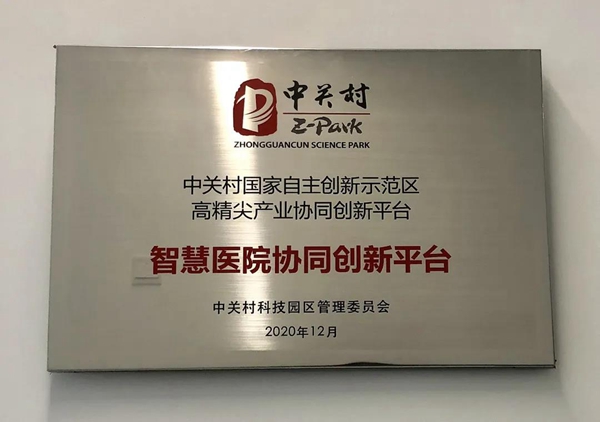 中关村
Z-Park
ZHONGGUANCUN SCIENCE PARK
中关村国家自主创新示范区
高精尖产业协同创新平台
智慧医院协同创新平台
中关村科技园区管理委员会
2020年12月